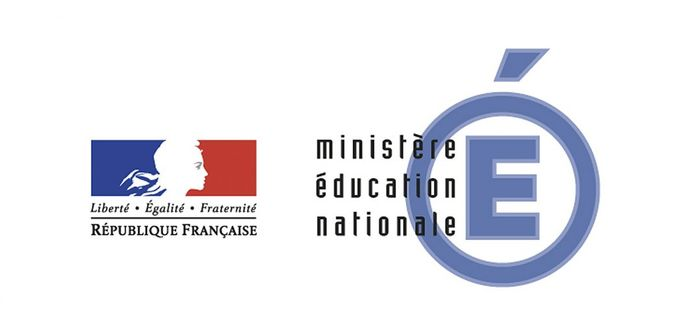 Liberté • Égalité • Fraternité
RÉPUBLIQUE FRANÇAISE
ministère
éducation
nationale
É